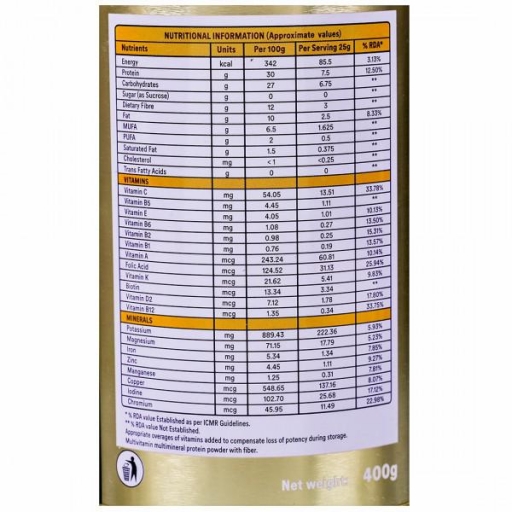 NUTRITIONAL INFORMATION (Approximate values)
Nutrients Units Per 100g Per Serving 25g % RDA*
Energy kcal 342 85.5 3.13%
Protein g 30 7.5 12.50%
Carbohydrates g 27 6.75 **
Sugar (as Sucrose) g 0 0 **
Dietary Fibre g 12 3 **
Fat g 10 2.5 8.33%
MUFA g 6.5 1.625 **
PUFA g 2 0.5 **
Saturated Fat g 1.5 0.375 **
Cholesterol mg <1 <0.25 **
Trans Fatty Acids g 0 0 **
VITAMINS
Vitamin C mg 54.05 13.51 33.78%
Vitamin B5 mg 4.45 1.11 **
Vitamin E mg 4.05 1.01 10.13%
Vitamin B6 mg 1.08 0.27 13.50%
Vitamin B2 mg 0.98 0.25 15.31%
Vitamin B1 mg 0.76 0.19 13.57%
Vitamin A mcg 243.24 60.81 10.14%
Folic Acid mcg 124.52 31.13 25.94%
Vitamin K mcg 21.62 5.41 9.83%
Biotin mcg 13.34 3.34 **
Vitamin D2 mcg 7.12 1.78 17.80%
Vitamin B12 mcg 1.35 0.34 33.75%
MINERALS
Potassium mg 889.43 222.36 5.93%
Magnesium mg 71.15 17.79 5.23%
Iron mg 5.34 1.34 7.85%
Zinc mg 4.45 1.11 9.27%
Manganese mg 1.25 0.31 7.81%
Copper mcg 548.65 137.16 8.07%
Iodine mcg 102.70 25.68 17.12%
Chromium mcg 45.95 11.49 22.98%
* % RDA value Established as per ICMR Guidelines.
** % RDA value Not Established.
Appropriate overages of vitamins added to compensate loss of potency during storage.
Multivitamin multimineral protein powder with fiber.
Net weight: 400g